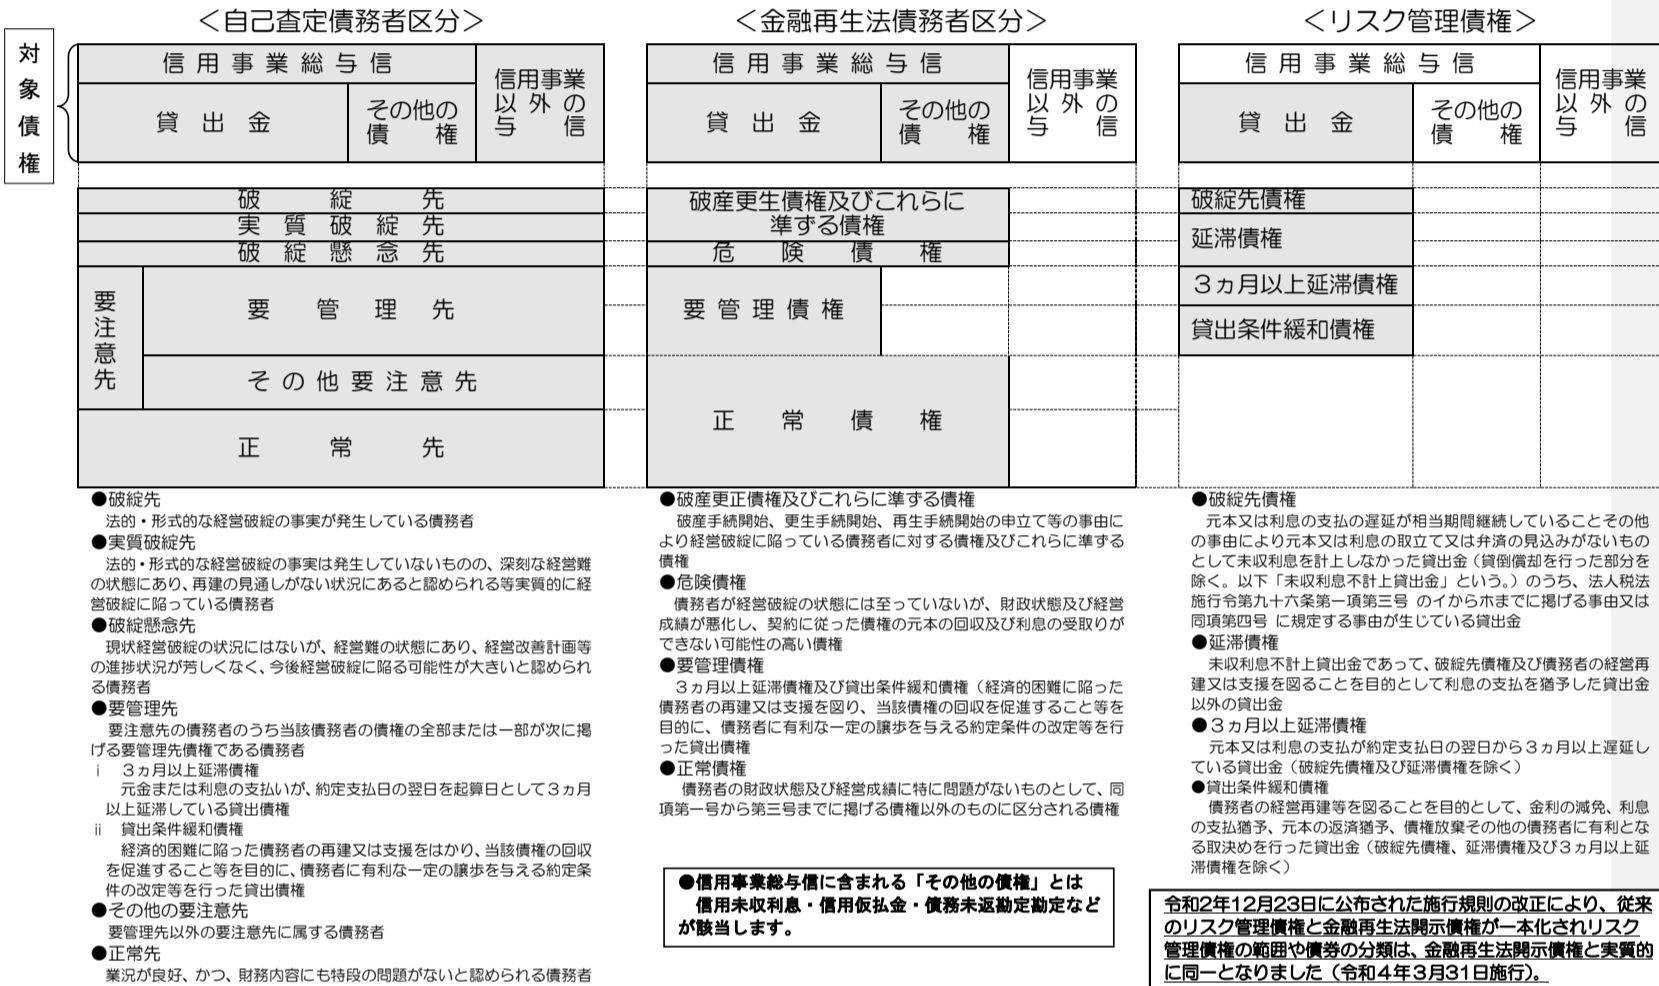 ＜自己査定債務者区分＞
対象債権
信用事業総与信
信用事業以外の与信
貸出金
その他の債権
破綻先
実質破綻先
破綻懸念先
要注意先
要管理先
その他要注意先
正常先
●破綻先
法的・形式的な経営破綻の事実が発生している債務者
●実質破綻先
法的・形式的な経営破綻の事実は発生していないものの、深刻な経営難
の状態にあり、再建の見通しがない状況にあると認められる等実質的に経
営破綻に陥っている債務者
●破綻懸念先
現状経営破綻の状況にはないが、経営難の状態にあり、経営改善計画等
の進捗状況が芳しくなく、今後経営破綻に陥る可能性が大きいと認められ
る債務者
●要管理先
要注意先の債務者のうち当該債務者の債権の全部または一部が次に掲
げる要管理先債権である債務者
ⅰ　３ヵ月以上延滞債権
元金または利息の支払いが、約定支払日の翌日を起算日として３ヵ月
以上延滞している貸出債権
ⅱ　貸出条件緩和債権
経済的困難に陥った債務者の再建又は支援をはかり、当該債権の回収
を促進すること等を目的に、債務者に有利な一定の譲歩を与える約定条
件の改定等を行った貸出債権
●その他の要注意先
要管理先以外の要注意先に属する債務者
●正常先
業況が良好、かつ、財務内容にも特段の問題がないと認められる債務者
＜金融再生法債務者区分＞
信用事業総与信
信用事業以外の与信
貸出金
その他の債権
破産更生債権及びこれらに
準ずる債権
危険債権
要管理債権
正常債権
●破産更正債権及びこれらに準ずる債権
破産手続開始、更生手続開始、再生手続開始の申立て等の事由に
より経営破綻に陥っている債務者に対する債権及びこれらに準ずる
債権
●危険債権
債務者が経営破綻の状態には至っていないが、財政状態及び経営
成績が悪化し、契約に従った債権の元本の回収及び利息の受取りが
できない可能性の高い債権
●要管理債権
３ヵ月以上延滞債権及び貸出条件緩和債権（経済的困難に陥った
債務者の再建又は支援を図り、当該債権の回収を促進すること等を
目的に、債務者に有利な一定の譲歩を与える約定条件の改定等を行
った貸出債権
●正常債権
債務者の財政状態及び経営成績に特に問題がないものとして、同
項第一号から第三号までに掲げる債権以外のものに区分される債権
●信用事業総与信に含まれる「その他の債権」とは
信用未収利息・信用仮払金・債務未返勘定勘定など
が該当します。
＜リスク管理債権＞
信用事業総与信
信用事業以外の与信
貸出金
その他の債権
破綻先債権
延滞債権
３ヵ月以上延滞債権
貸出条件緩和債権
●破綻先債権
元本又は利息の支払の遅延が相当期間継続していることその他
の事由により元本又は利息の取立て又は弁済の見込みがないもの
として未収利息を計上しなかった貸出金（貸倒償却を行った部分を
除く。以下「未収利息不計上貸出金」という。）のうち、法人税法
施行令第九十六条第一項第三号 のイからホまでに掲げる事由又は
同項第四号 に規定する事由が生じている貸出金
●延滞債権
未収利息不計上貸出金であって、破綻先債権及び債務者の経営再
建又は支援を図ることを目的として利息の支払を猶予した貸出金
以外の貸出金
●３ヵ月以上延滞債権
元本又は利息の支払が約定支払日の翌日から３ヵ月以上遅延し
ている貸出金（破綻先債権及び延滞債権を除く）
●貸出条件緩和債権
債務者の経営再建等を図ることを目的として、金利の減免、利息
の支払猶予、元本の返済猶予、債権放棄その他の債務者に有利とな
る取決めを行った貸出金（破綻先債権、延滞債権及び３ヵ月以上延
滞債権を除く）
令和2年12月23日に公布された施行規則の改正により、従来
のリスク管理債権と金融再生法開示債権が一本化されリスク
管理債権の範囲や債券の分類は、金融再生法開示債権と実質的
に同一となりました（令和４年３月31日施行）。